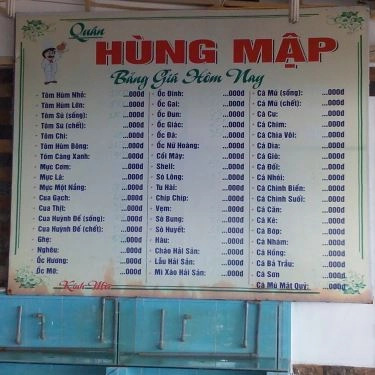 Quán
HÙNG MẬP
Bảng Giá Hôm Nay
- Tôm Hùm Nhỏ: ...000đ
- Tôm Hùm Lớn: ...000đ
- Tôm Sú (sống): ...000đ
- Tôm Sú (chết): ...000đ
- Tôm Chì: ...000đ
- Tôm Hùm Bông: ...000đ
- Tôm Càng Xanh: ...000đ
- Mực Cơm: ...000đ
- Mực Lá: ...000đ
- Mực Một Nắng: ...000đ
- Cua Gạch: ...000đ
- Cua Thịt: ...000đ
- Cua Huỳnh Đế (sống): ...000đ
- Cua Huỳnh Đế (chết): ...000đ
- Ghẹ: ...000đ
- Nghêu: ...000đ
- Ốc Hương: ...000đ
- Ốc Mỡ: ...000đ
- Ốc Đinh: ...000đ
- Ốc Gai: ...000đ
- Ốc Đụn: ...000đ
- Ốc Giác: ...000đ
- Ốc Đá: ...000đ
- Ốc Nữ Hoàng: ...000đ
- Cồi Mày: ...000đ
- Shell: ...000đ
- Sò Lông: ...000đ
- Tu Hài: ...000đ
- Chíp Chíp: ...000đ
- Vẹm: ...000đ
- Sò Bung: ...000đ
- Sò Huyết: ...000đ
- Hàu: ...000đ
- Cháo Hải Sản: ...000đ
- Lẩu Hải Sản: ...000đ
- Mì Xào Hải Sản: ...000đ
- Cá Mú (sống): ...000đ
- Cá Mú (chết): ...000đ
- Cá Cu: ...000đ
- Cá Chim: ...000đ
- Cá Chìa Vôi: ...000đ
- Cá Dìa: ...000đ
- Cá Giò: ...000đ
- Cá Đổi: ...000đ
- Cá Nhói: ...000đ
- Cá Chình Biển: ...000đ
- Cá Chình Suối: ...000đ
- Cá Căn: ...000đ
- Cá Kè: ...000đ
- Cá Bớp: ...000đ
- Cá Nhám: ...000đ
- Cá Hồng: ...000đ
- Cá Bã Trầu: ...000đ
- Cá Sơn ...000đ
- Cá Mú Mặt Quỷ: ...000đ
Kính Mời